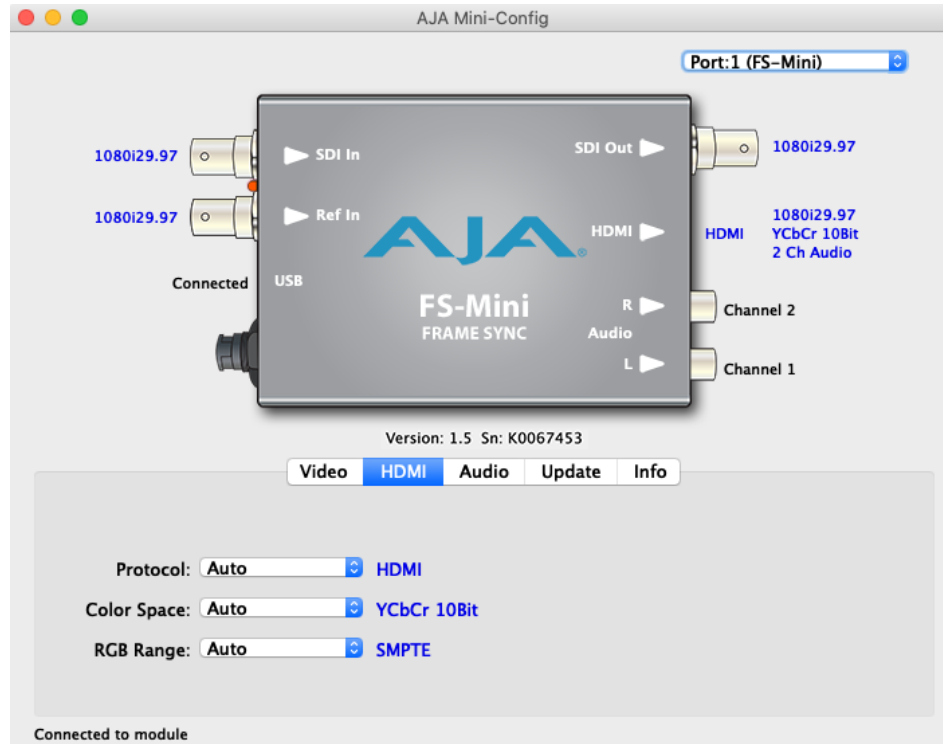 AJA Mini-Config
Port:1 (FS-Mini)
1080i29.97
SDI In
SDI Out
1080i29.97
1080i29.97
Ref In
AJA®
HDMI
HDMI
1080i29.97
YCbCr 10Bit
2 Ch Audio
Connected
USB
FS-Mini
FRAME SYNC
R
Channel 2
Audio
L
Channel 1
Version: 1.5 Sn: K0067453
Video HDMI Audio Update Info
Protocol: Auto HDMI
Color Space: Auto YCbCr 10Bit
RGB Range: Auto SMPTE
Connected to module